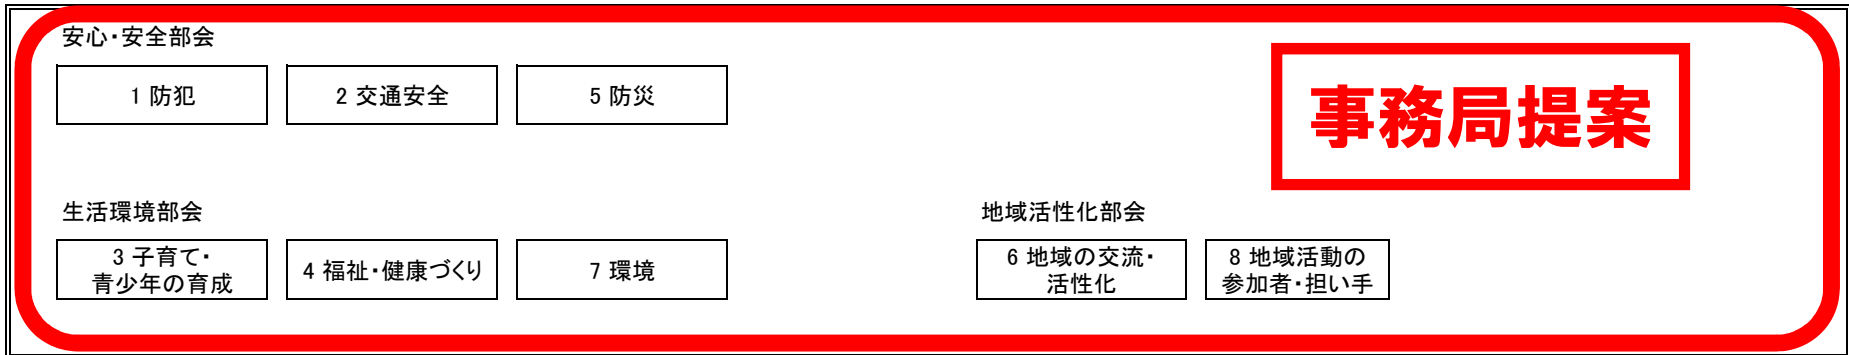 安心・安全部会
1 防犯
2 交通安全
5 防災
事務局提案
生活環境部会
3 子育て・
青少年の育成
4 福祉・健康づくり
7 環境
地域活性化部会
6 地域の交流・
活性化
8 地域活動の
参加者・担い手